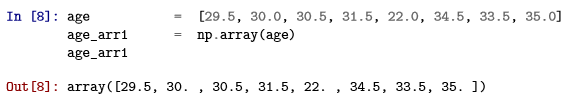 In [8]: age = [29.5, 30.0, 30.5, 31.5, 22.0, 34.5, 33.5, 35.0]
age_arr1 = np.array(age)
age_arr1
Out[8]: array([29.5, 30. , 30.5, 31.5, 22. , 34.5, 33.5, 35. ])